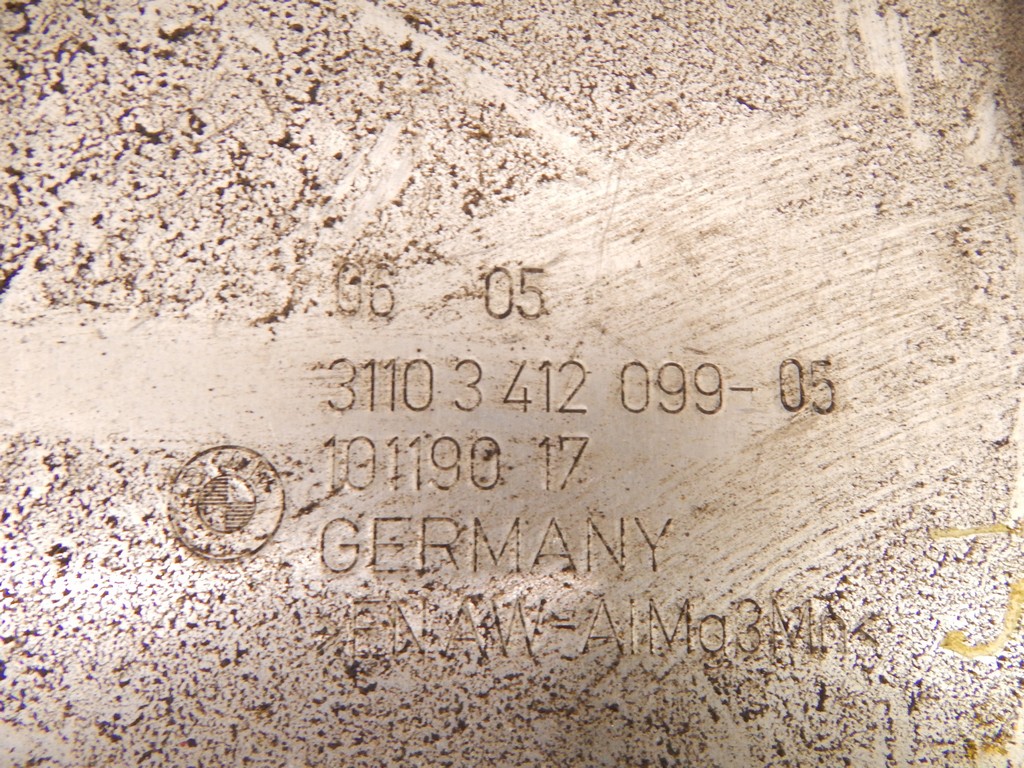 06 05
3110 3 412 099-05
101190 17
GERMANY
>EN AW-AlMg3Mn<